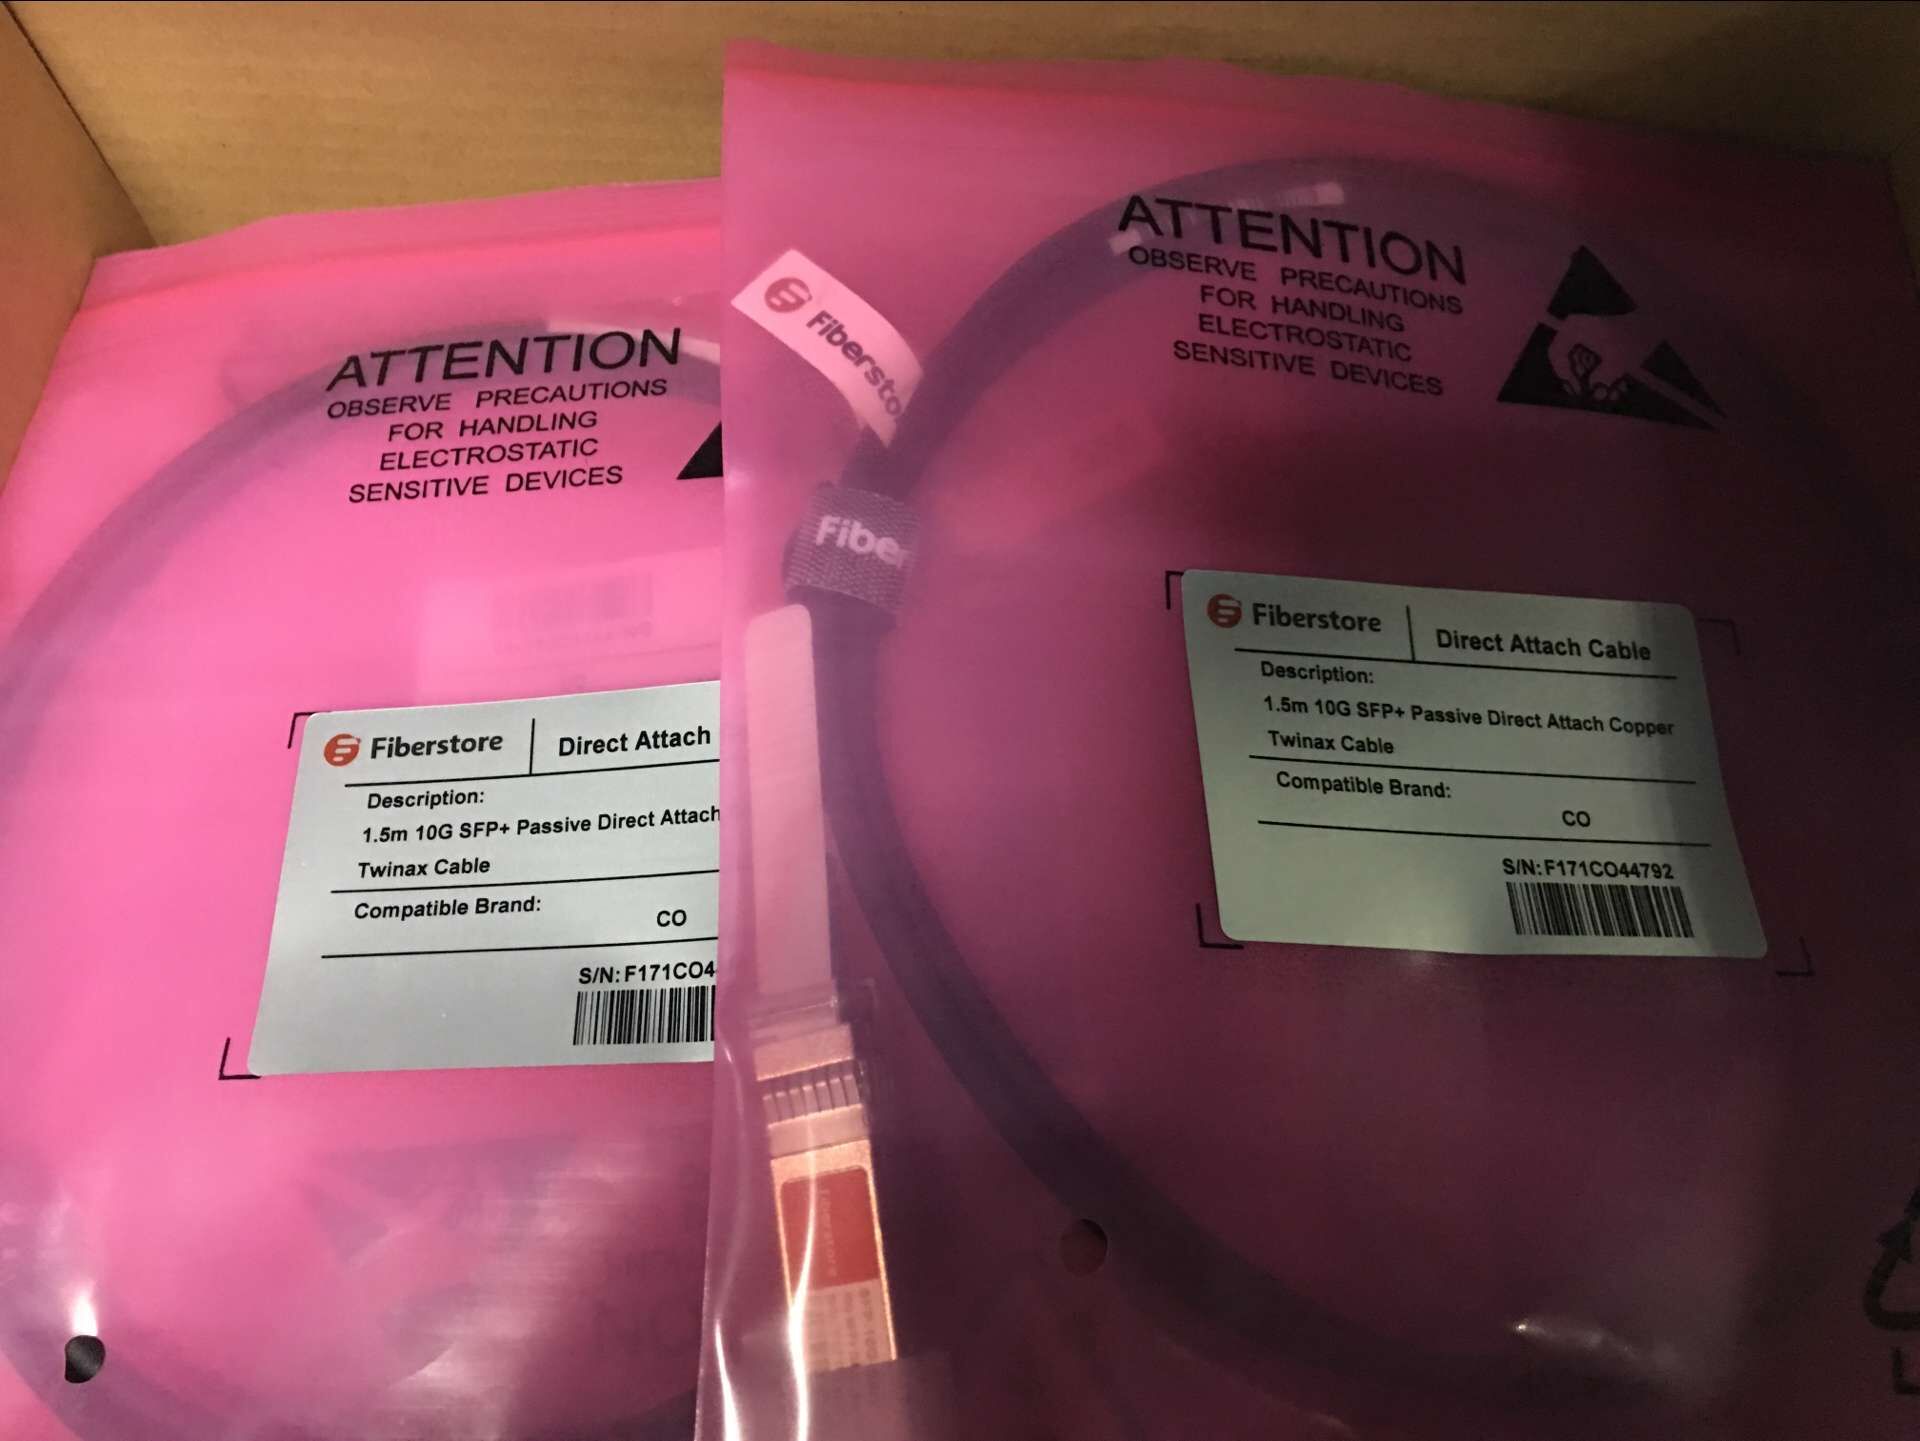 ATTENTION
OBSERVE PRECAUTIONS
FOR HANDLING
ELECTROSTATIC
SENSITIVE DEVICES
Fiberstore
Direct Attach
Description:
1.5m 10G SFP+ Passive Direct Attach
Twinax Cable
Compatible Brand:
CO
S/N: F171CO4
ATTENTION
OBSERVE PRECAUTIONS
FOR HANDLING
ELECTROSTATIC
SENSITIVE DEVICES
Fibersto
Fiber
Fiberstore
Direct Attach Cable
Description:
1.5m 10G SFP+ Passive Direct Attach Copper
Twinax Cable
Compatible Brand:
CO
S/N: F171CO44792
Fiberstore